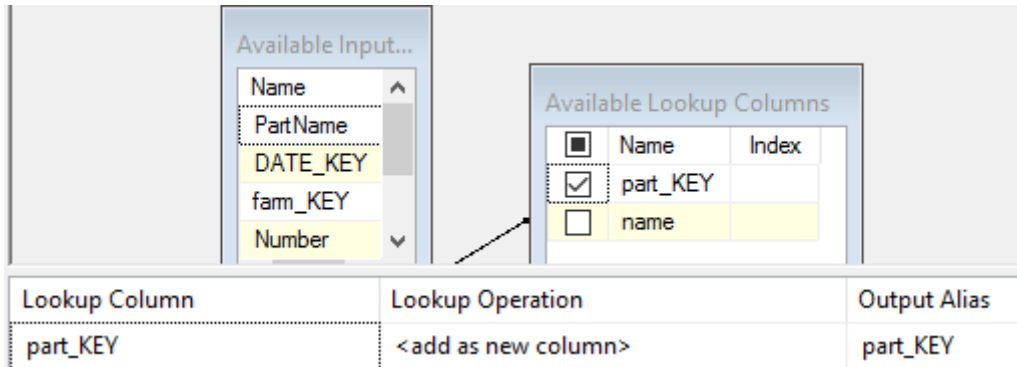 Available Input...
Name
PartName
DATE_KEY
farm_KEY
Number
Available Lookup Columns
Name Index
part_KEY
name
Lookup Column Lookup Operation Output Alias
part_KEY <add as new column> part_KEY